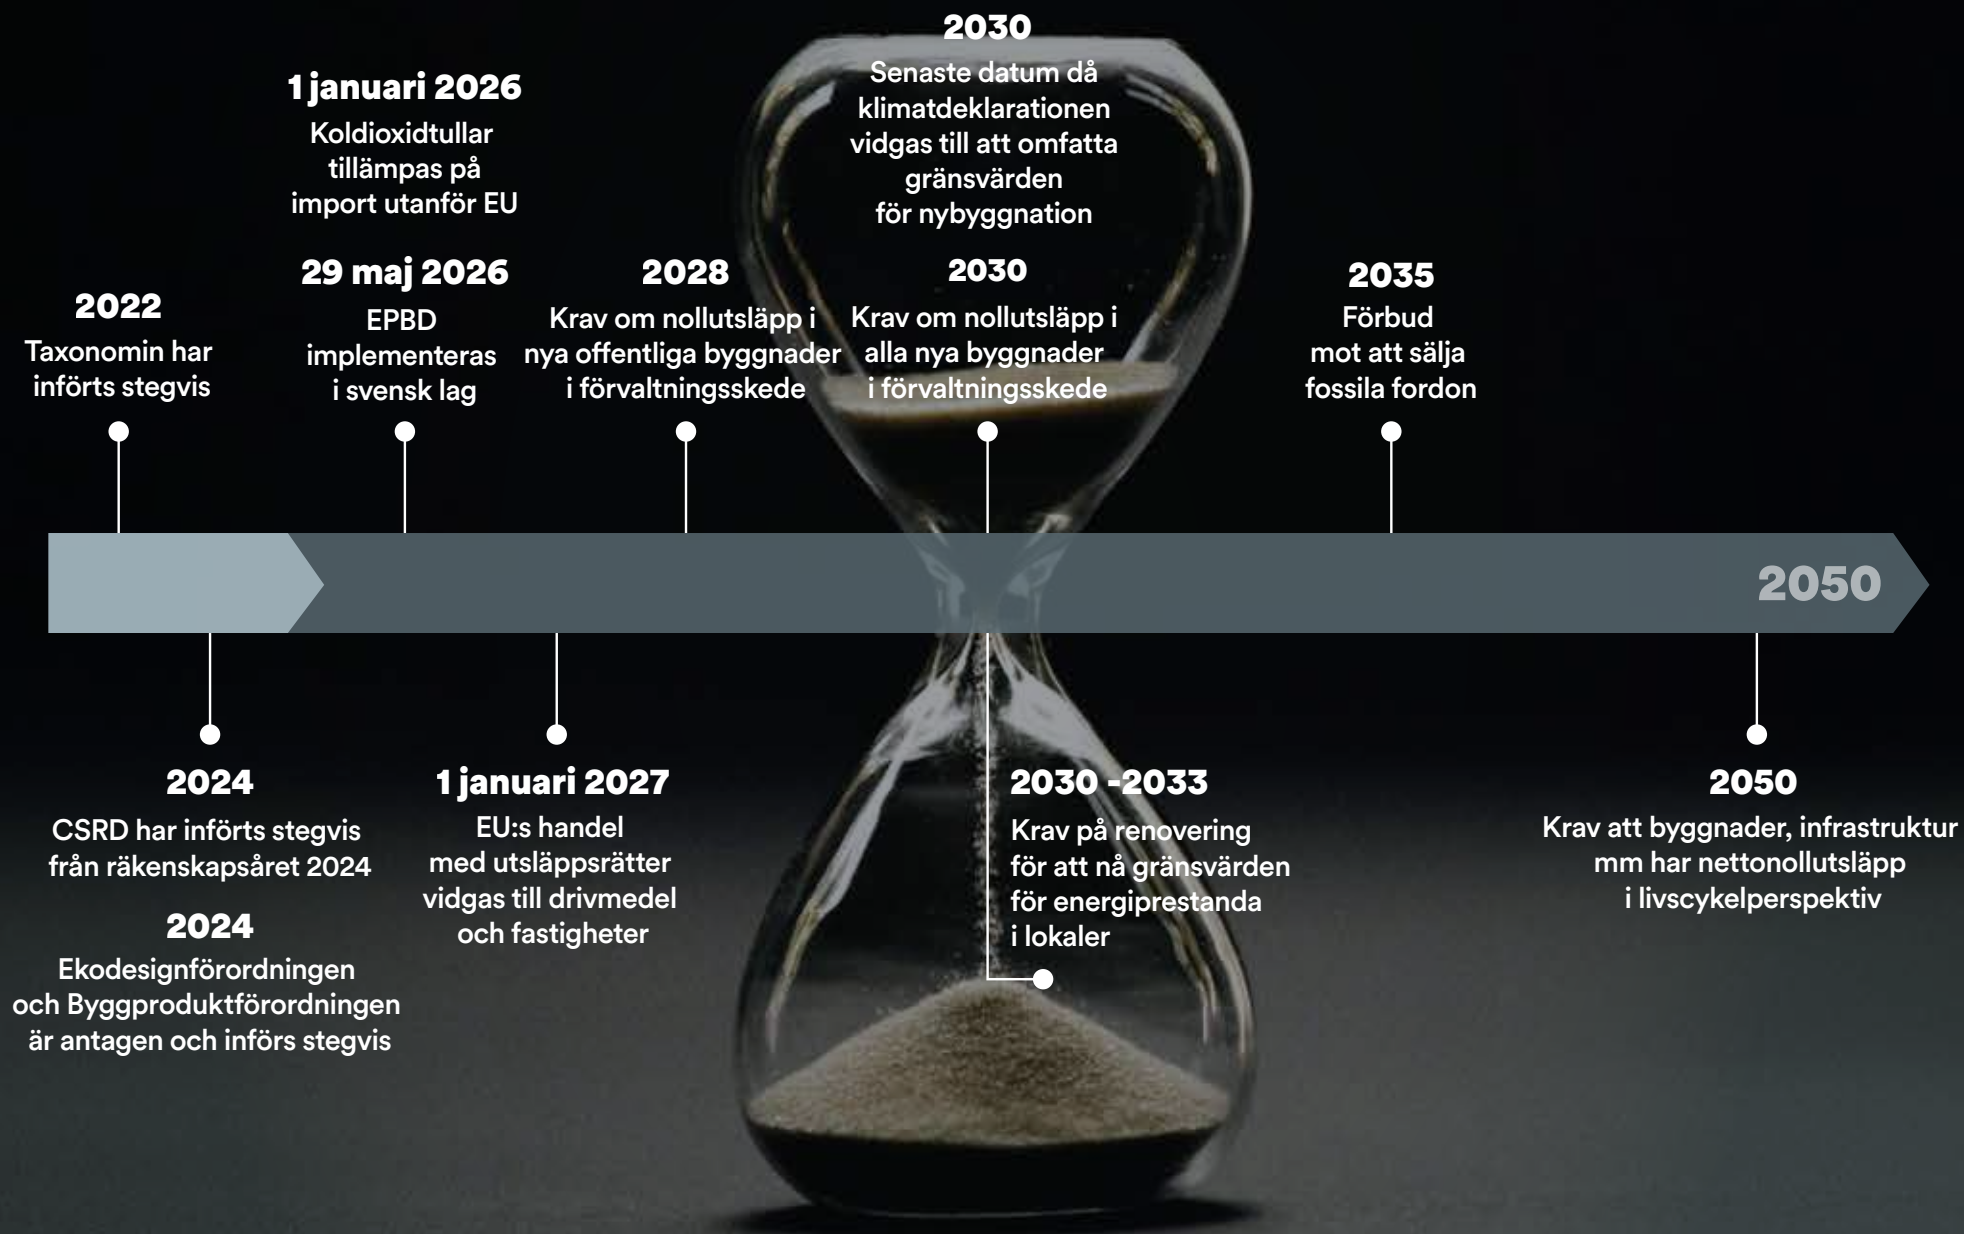 2030
Senaste datum då
klimatdeklarationen
vidgas till att omfatta
gränsvärden
för nybyggnation
1 januari 2026
Koldioxidtullar
tillämpas på
import utanför EU
2022
Taxonomin har
införts stegvis
29 maj 2026
EPBD
implementeras
i svensk lag
2028
Krav om nollutsläpp i
nya offentliga byggnader
i förvaltningsskede
2030
Krav om nollutsläpp i
alla nya byggnader
i förvaltningsskede
2035
Förbud
mot att sälja
fossila fordon
2050
2024
CSRD har införts stegvis
från räkenskapsåret 2024
2024
Ekodesignförordningen
och Byggproduktförordningen
är antagen och införs stegvis
1 januari 2027
EU:s handel
med utsläppsrätter
vidgas till drivmedel
och fastigheter
2030 -2033
Krav på renovering
för att nå gränsvärden
för energiprestanda
i lokaler
2050
Krav att byggnader, infrastruktur
mm har nettonollutsläpp
i livscykelperspektiv